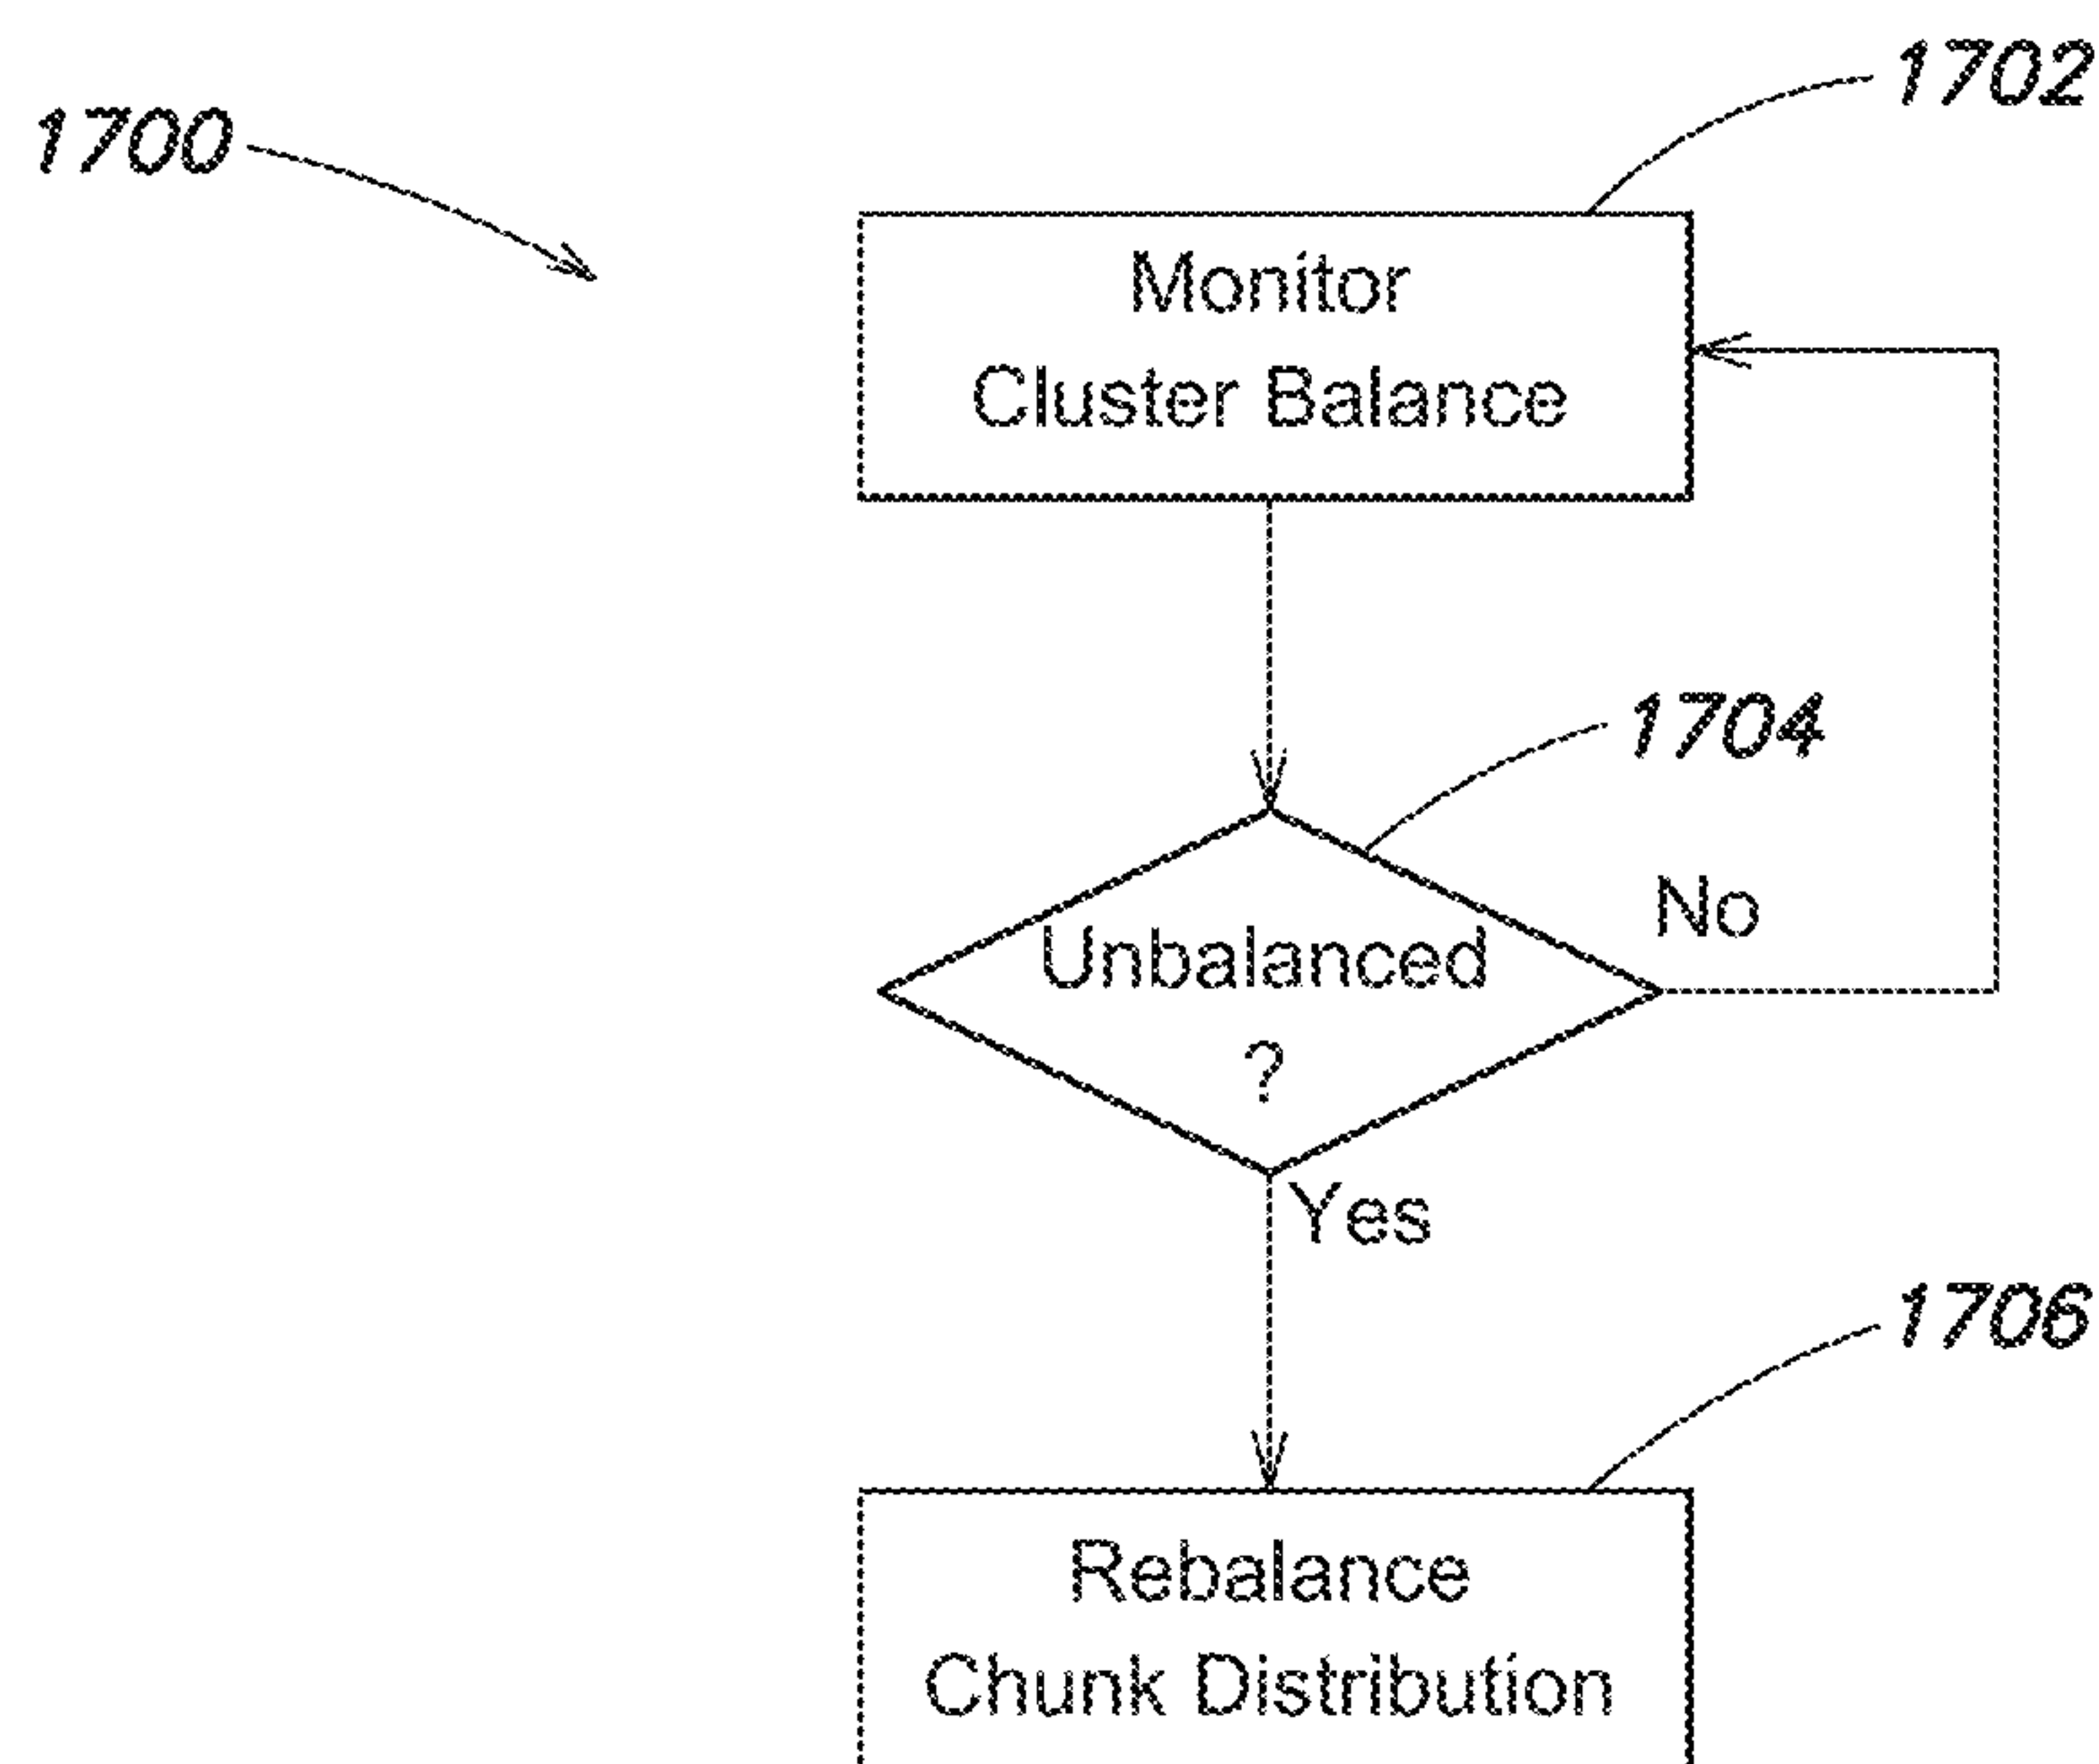 1700
1702
Monitor
Cluster Balance
1704
No
Unbalanced
?
Yes
1706
Rebalance
Chunk Distribution